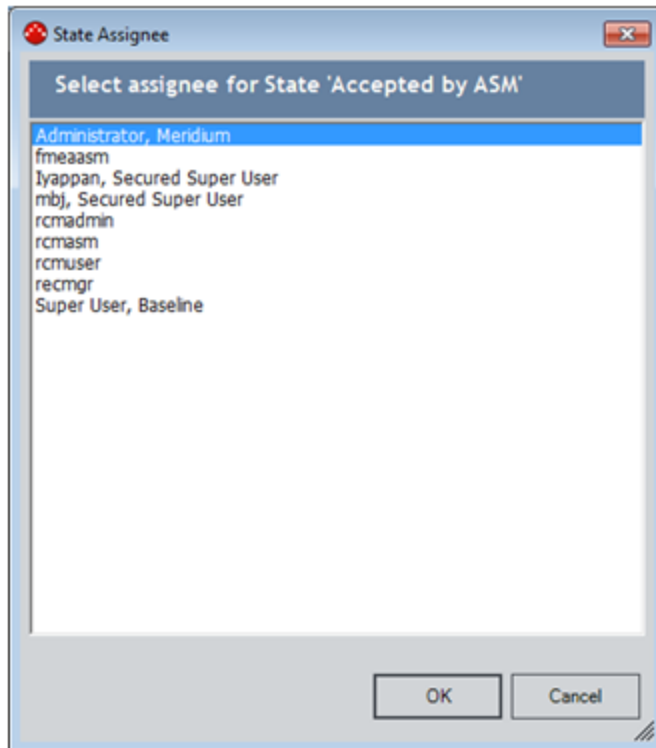 State Assignee
Select assignee for State 'Accepted by ASM'
Administrator, Meridium
fmeaasm
Iyappan, Secured Super User
mbj, Secured Super User
rcmadmin
rcmasm
rcmuser
recmgr
Super User, Baseline
OK
Cancel